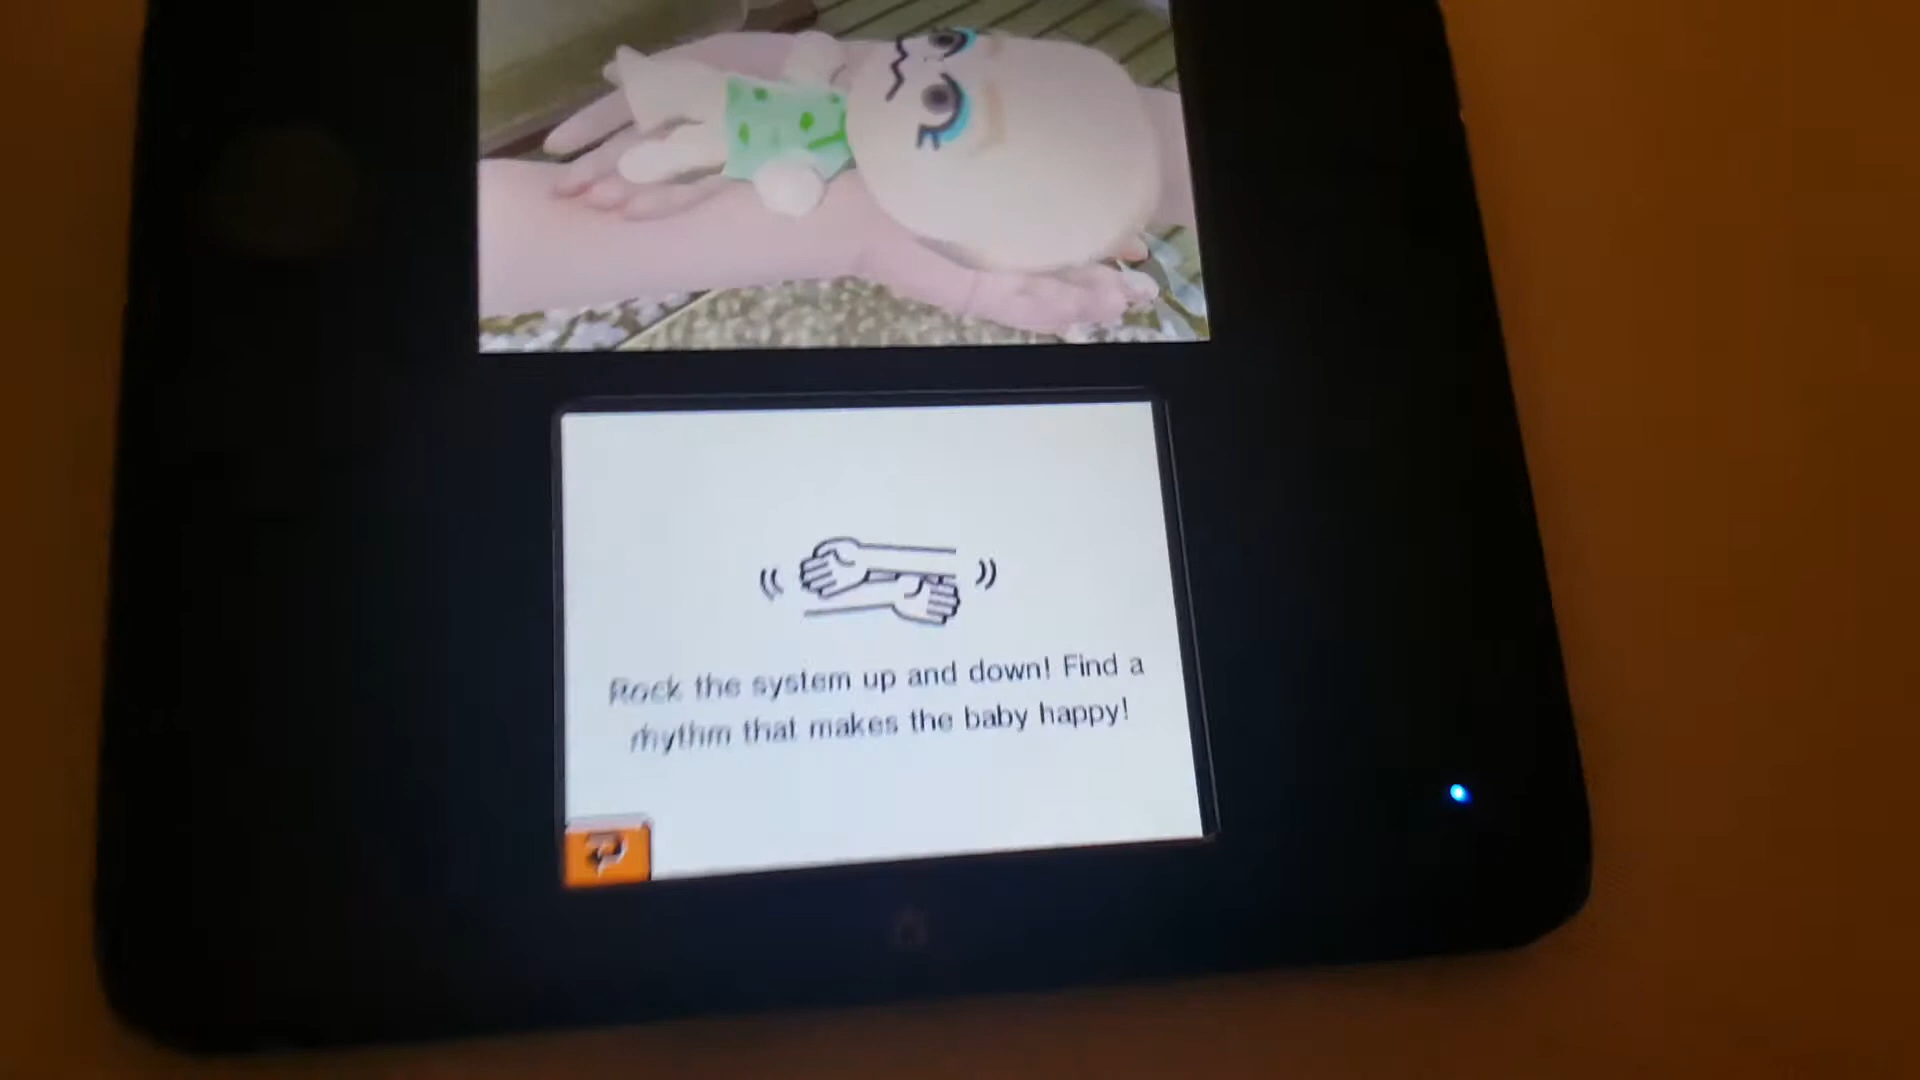 Rock the system up and down! Find a
rhythm that makes the baby happy!